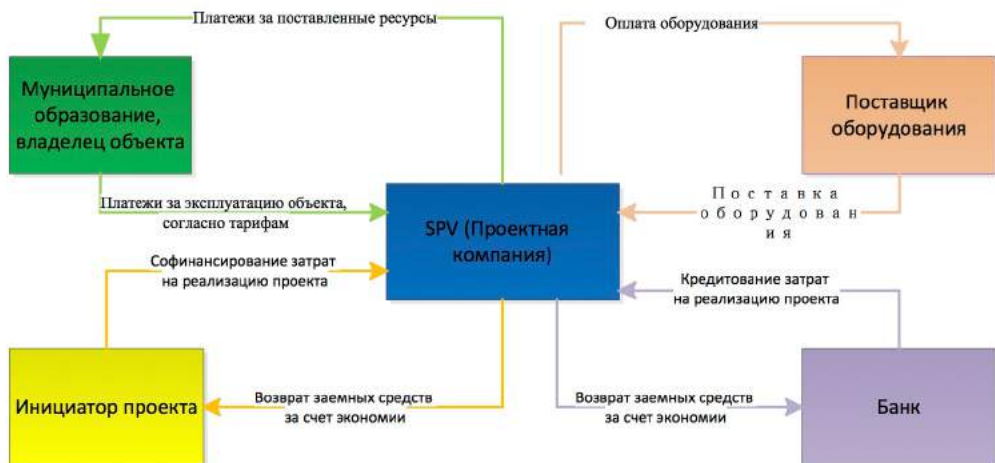 Платежи за поставленные ресурсы
Оплата оборудования
Муниципальное
образование,
владелец объекта
Поставщик
оборудования
Платежи за эксплуатацию объекта,
согласно тарифам
SPV (Проектная
компания)
Поставка
оборудован
ия
Софинансирование затрат
на реализацию проекта
Кредитование затрат
на реализацию проекта
Инициатор проекта
Возврат заемных средств
за счет экономии
Возврат заемных средств
за счет экономии
Банк